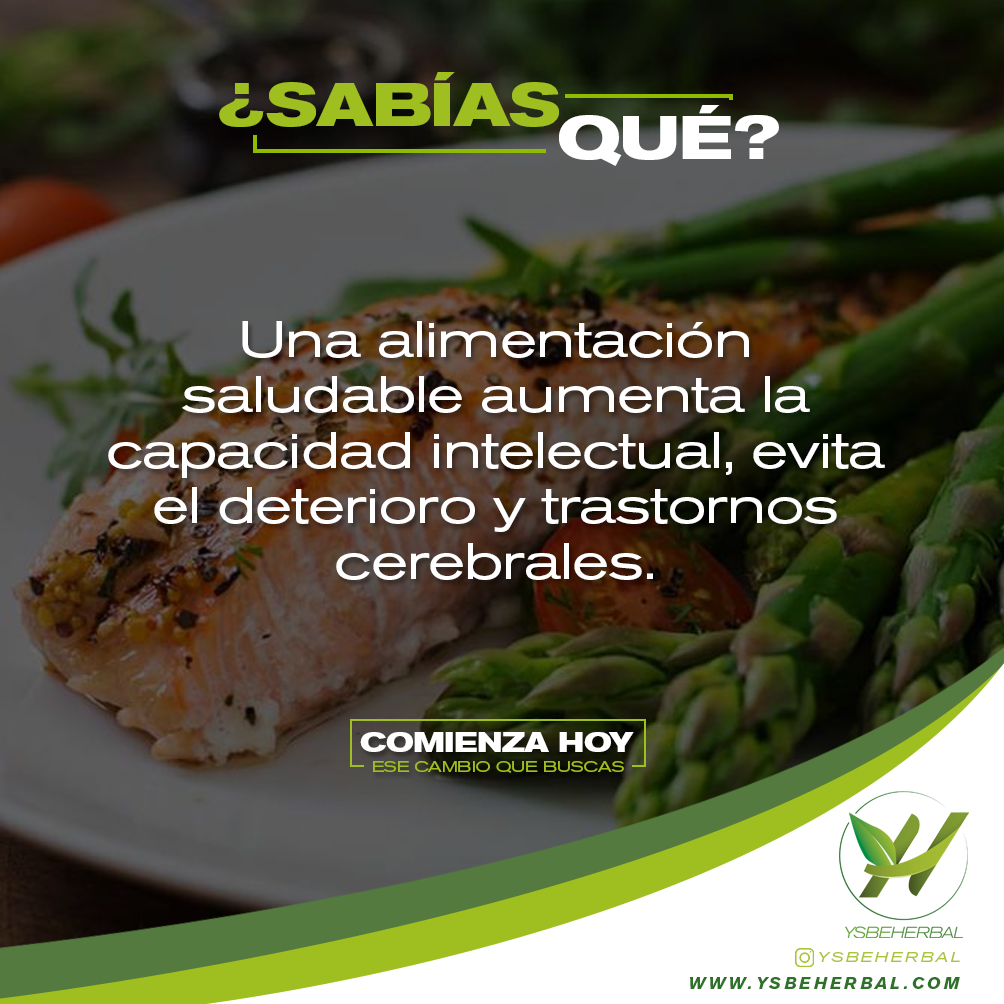 ¿SABÍAS
QUÉ?
Una alimentación
saludable aumenta la
capacidad intelectual, evita
el deterioro y trastornos
cerebrales.
COMIENZA HOY
ESE CAMBIO QUE BUSCAS
YSBEHERBAL
YSBEHERBAL
WWW.YSBEHERBAL.COM